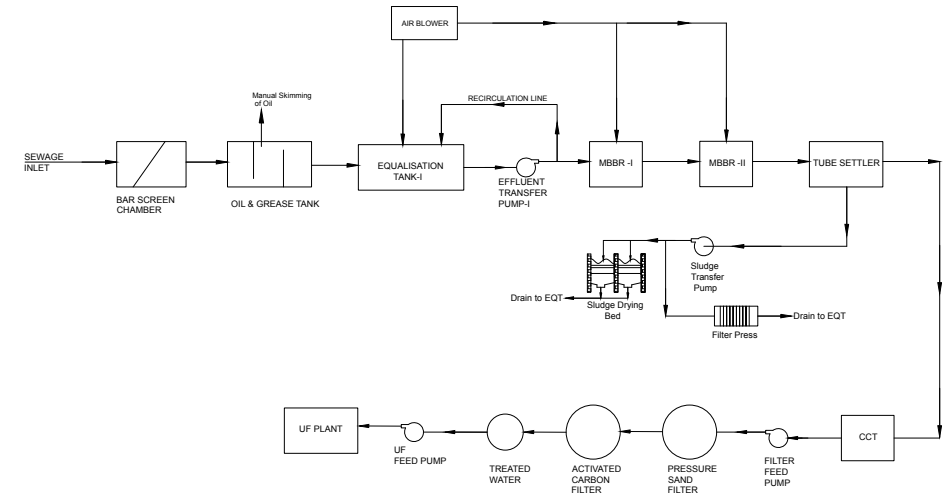 AIR BLOWER
Manual Skimming
of Oil
RECIRCULATION LINE
SEWAGE
INLET
BAR SCREEN
CHAMBER
OIL & GREASE TANK
EQUALISATION
TANK-I
EFFLUENT
TRANSFER
PUMP-I
MBBR -I
MBBR -II
TUBE SETTLER
Sludge
Transfer
Pump
Drain to EQT
Sludge Drying
Bed
Filter Press
Drain to EQT
UF PLANT
UF
FEED PUMP
TREATED
WATER
ACTIVATED
CARBON
FILTER
PRESSURE
SAND
FILTER
FILTER
FEED
PUMP
CCT